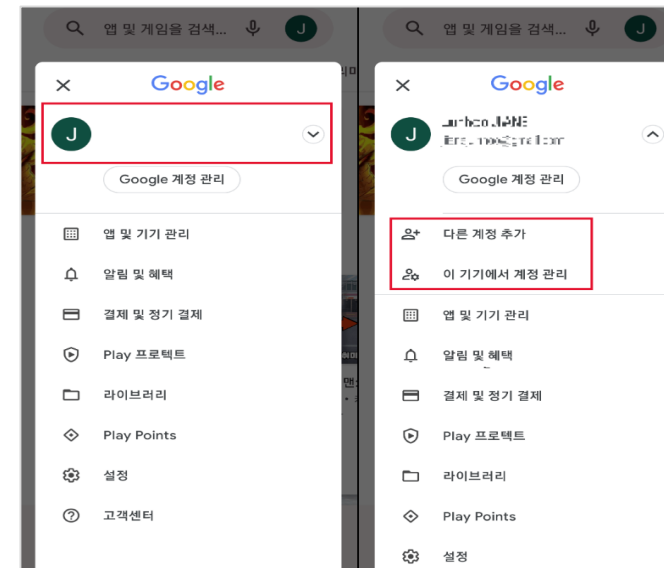 앱 및 게임을 검색...
J
Google
J
Google 계정 관리
앱 및 기기 관리
알림 및 혜택
결제 및 정기 결제
Play 프로텍트
라이브러리
Play Points
설정
고객센터
앱 및 게임을 검색...
J
Google
J
Google 계정 관리
다른 계정 추가
이 기기에서 계정 관리
앱 및 기기 관리
알림 및 혜택
결제 및 정기 결제
Play 프로텍트
라이브러리
Play Points
설정